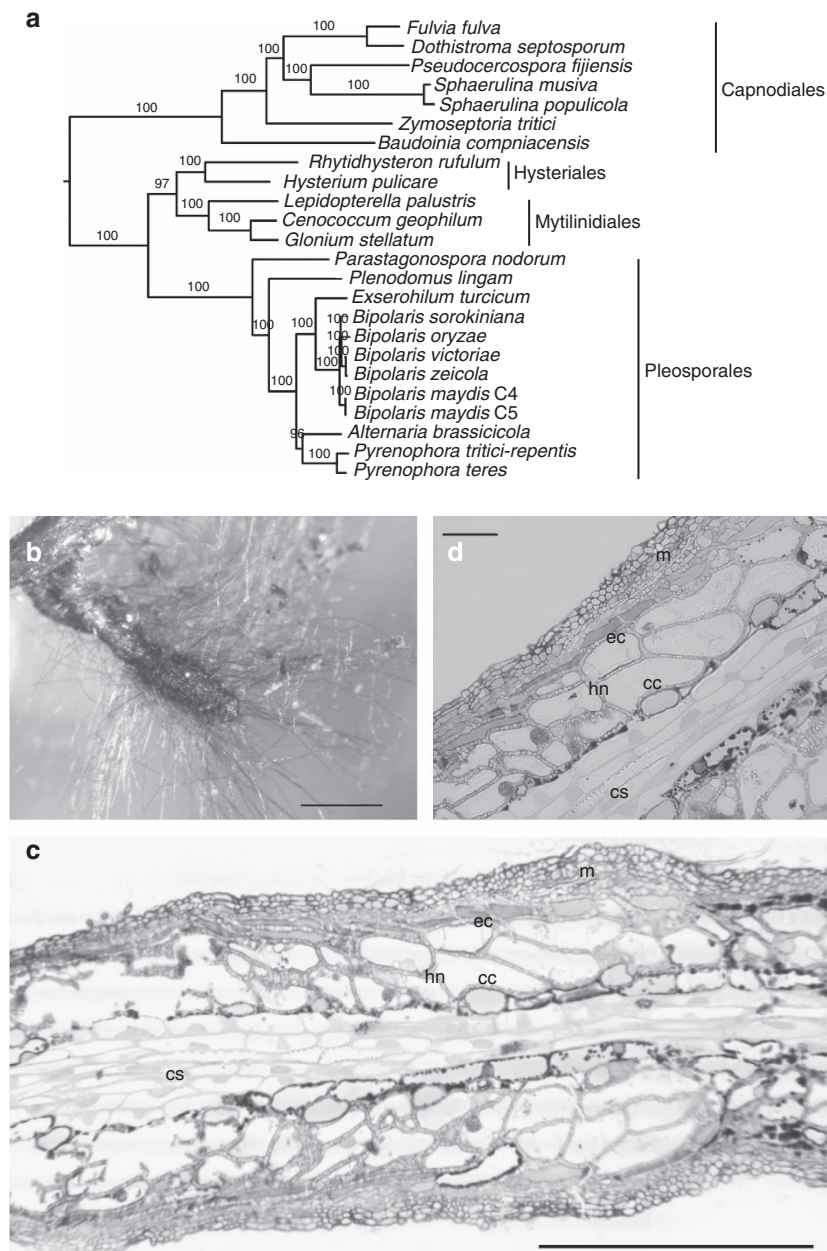 a
100
Fulvia fulva
100
Dothistroma septosporum
100
Pseudocercospora fijiensis
100
100
Sphaerulina musiva
100
Sphaerulina populicola
Capnodiales
100
Zymoseptoria tritici
Baudoinia compniacensis
100
Rhytidhysteron rufulum
97
Hysterium pulicare
Hysteriales
100
Lepidopterella palustris
100
Cenococcum geophilum
Mytilinidiales
100
Glonium stellatum
100
Parastagonospora nodorum
Plenodomus lingam
Exserohilum turcicum
100
100
Bipolaris sorokiniana
100
100
Bipolaris oryzae
100
Bipolaris victoriae
100
Bipolaris zeicola
Pleosporales
100
100
Bipolaris maydis C4
Bipolaris maydis C5
96
Alternaria brassicicola
100
Pyrenophora tritici-repentis
Pyrenophora teres
b
d
m
ec
hn
cc
cs
c
m
ec
hn
cc
cs